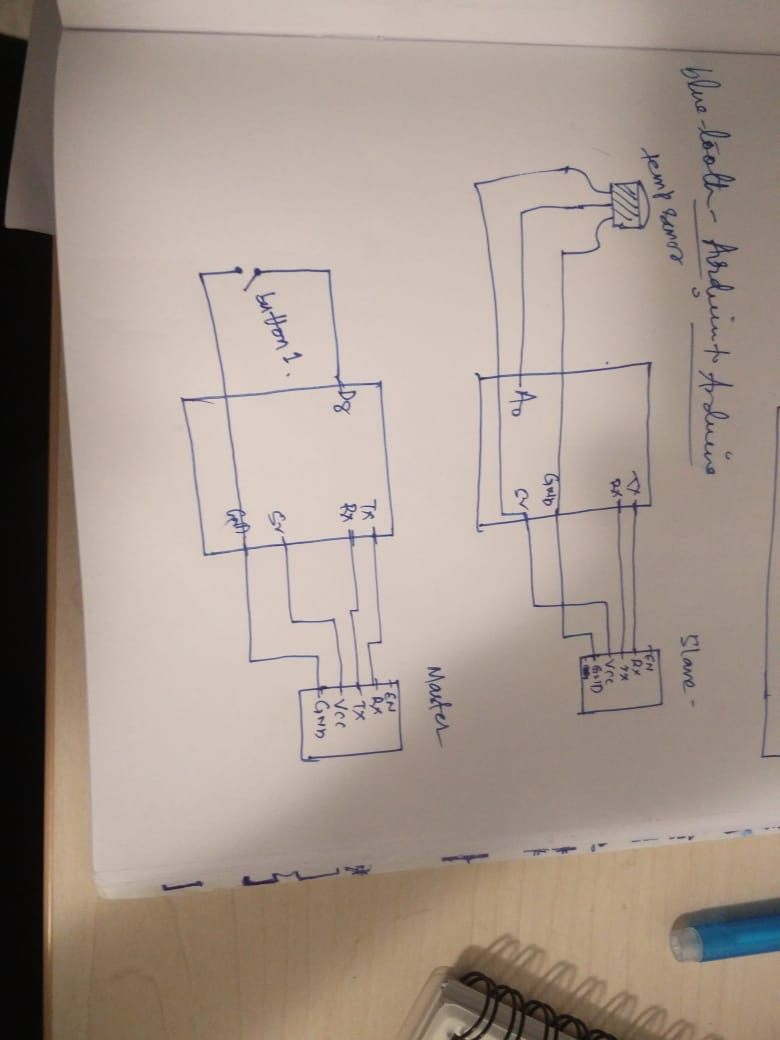 blue-tooth - Arduino to Arduino
temp sensor
A0
TX
RX
GND
5V
Slave -
EN
RX
TX
VCC
GND
button 1.
D8
TX
RX
5V
GND
Master
EN
RX
TX
VCC
GND